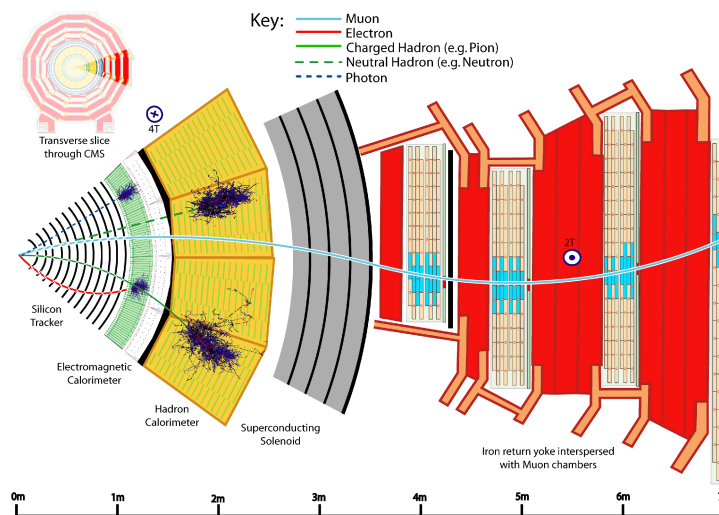 Key:
Muon
Electron
Charged Hadron (e.g. Pion)
Neutral Hadron (e.g. Neutron)
Photon
4T
Transverse slice
through CMS
2T
Silicon
Tracker
Electromagnetic
Calorimeter
Hadron
Calorimeter
Superconducting
Solenoid
Iron return yoke interspersed
with Muon chambers
0m
1m
2m
3m
4m
5m
6m